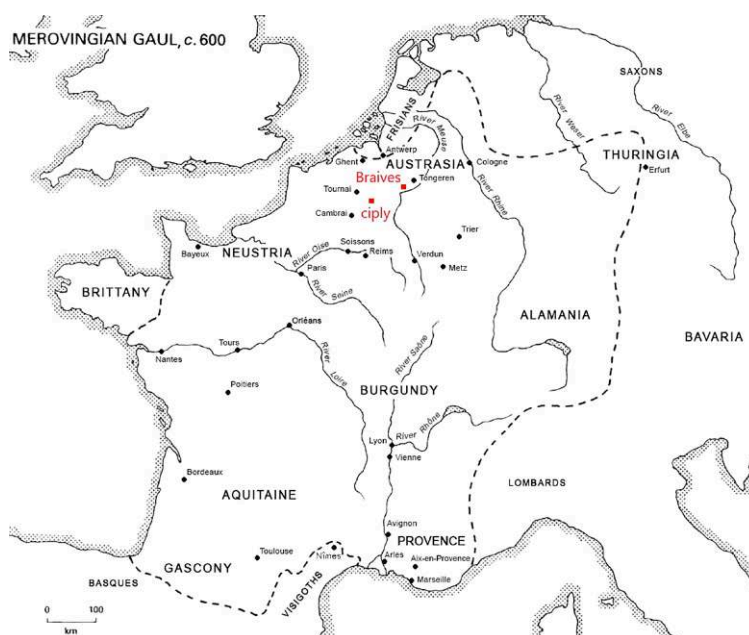 MEROVINGIAN GAUL, c. 600
SAXONS
River Weser
River Elbe
FRISIANS
River Meuse
Antwerp
Ghent
AUSTRASIA
Cologne
THURINGIA
Erfurt
Braives
Tongeren
Tournai
ciply
River Rhine
Cambrai
Trier
Bayeux
NEUSTRIA
River Oise
Soissons
Reims
Verdun
Metz
Paris
River Seine
BRITTANY
ALAMANIA
BAVARIA
Orléans
Tours
Nantes
River Loire
River Saône
Poitiers
BURGUNDY
Lyon
River Rhône
Vienne
Bordeaux
AQUITAINE
LOMBARDS
Avignon
PROVENCE
Toulouse
Nîmes
Arles
Aix-en-Provence
GASCONY
Marseille
BASQUES
VISIGOTHS
0 100
km